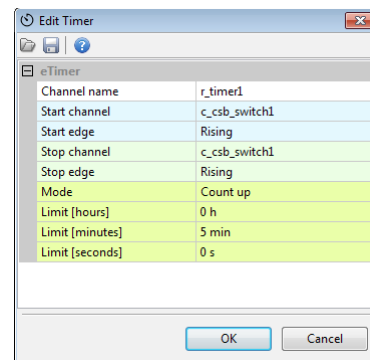 Edit Timer
eTimer
Channel name r_timer1
Start channel c_csb_switch1
Start edge Rising
Stop channel c_csb_switch1
Stop edge Rising
Mode Count up
Limit [hours] 0 h
Limit [minutes] 5 min
Limit [seconds] 0 s
OK Cancel